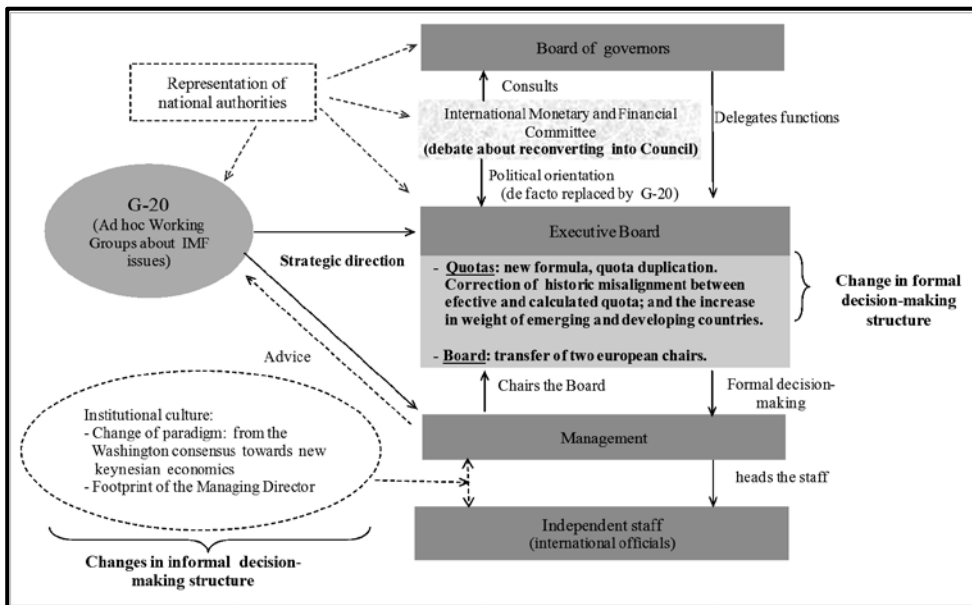 Board of governors
Representation of
national authorities
Consults
International Monetary and Financial
Committee
(debate about reconverting into Council)
Delegates functions
Political orientation
(de facto replaced by G-20)
G-20
(Ad hoc Working
Groups about IMF
issues)
Strategic direction
Executive Board
- Quotas: new formula, quota duplication.
Correction of historic misalignment between
efective and calculated quota; and the increase
in weight of emerging and developing countries.
- Board: transfer of two european chairs.
Change in formal
decision-making
structure
Advice
Chairs the Board
Formal decision-
making
Institutional culture:
- Change of paradigm: from the
Washington consensus towards new
keynesian economics
- Footprint of the Managing Director
Management
heads the staff
Independent staff
(international officials)
Changes in informal decision-
making structure